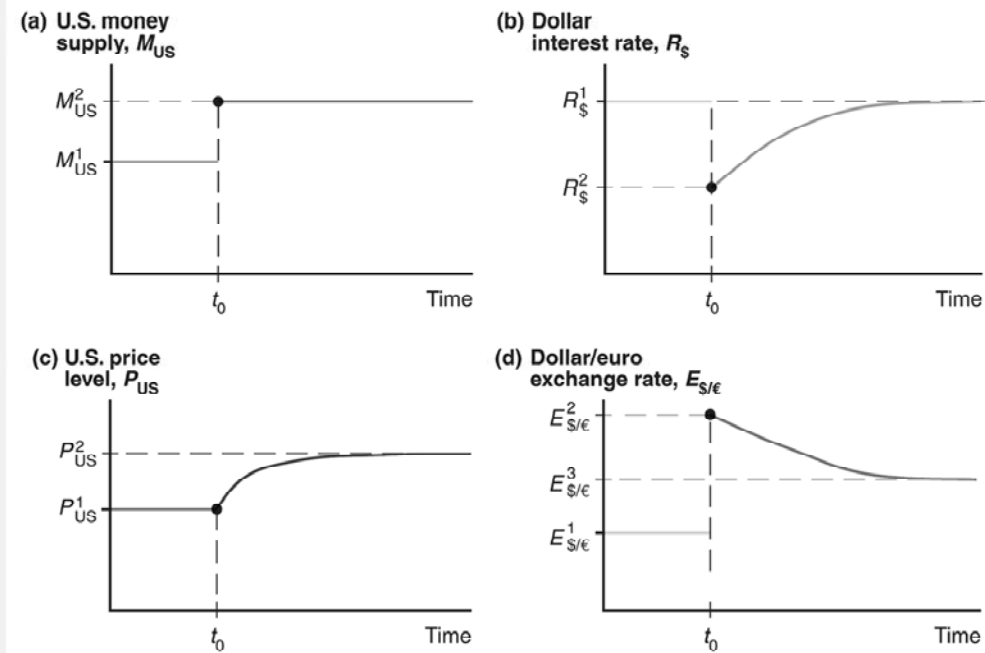 (a) U.S. money
supply, M_US
M²_US
M¹_US
t₀
Time
(b) Dollar
interest rate, R_$
R¹_$
R²_$
t₀
Time
(c) U.S. price
level, P_US
P²_US
P¹_US
t₀
Time
(d) Dollar/euro
exchange rate, E_$/€
E²_$/€
E³_$/€
E¹_$/€
t₀
Time